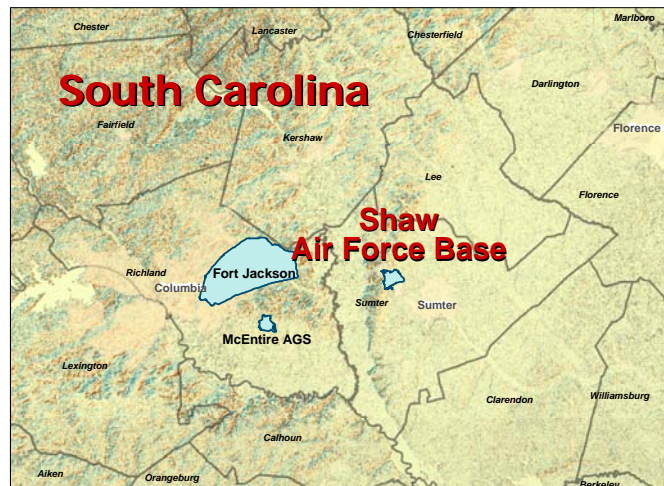 Marlboro
Chester
Lancaster
Chesterfield
South Carolina
Darlington
Fairfield
Florence
Kershaw
Lee
Florence
Shaw
Air Force Base
Richland
Fort Jackson
Columbia
Sumter
Sumter
McEntire AGS
Lexington
Clarendon
Williamsburg
Calhoun
Aiken
Orangeburg
Berkeley